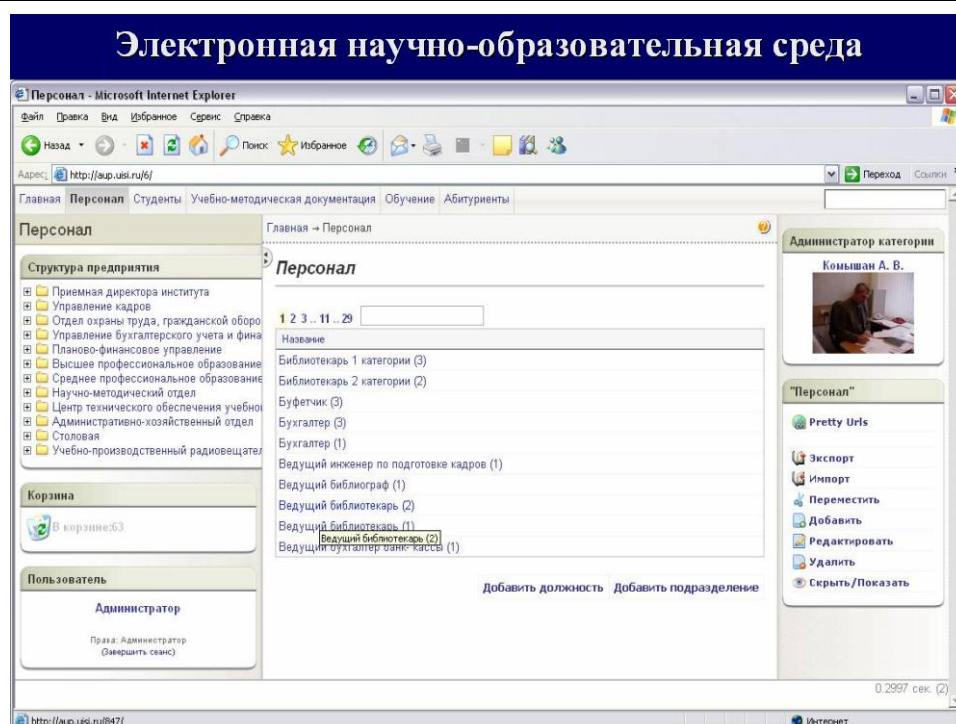 Электронная научно-образовательная среда
Персонал - Microsoft Internet Explorer
Файл Правка Вид Избранное Сервис Справка
Назад Поиск Избранное
Адрес: http://aup.uisi.ru/6/ Переход Ссылки
Главная Персонал Студенты Учебно-методическая документация Обучение Абитуриенты
Персонал
Структура предприятия
Приемная директора института
Управление кадров
Отдел охраны труда, гражданской оборо
Управление бухгалтерского учета и фина
Планово-финансовое управление
Высшее профессиональное образование
Среднее профессиональное образование
Научно-методический отдел
Центр технического обеспечения учебно
Административно-хозяйственный отдел
Столовая
Учебно-производственный радиовещател
Корзина
В корзине:63
Пользователь
Администратор
Права: Администратор
(Завершить сеанс)
Главная → Персонал
Персонал
1 2 3 .. 11 .. 29
Название
Библиотекарь 1 категории (3)
Библиотекарь 2 категории (2)
Буфетчик (3)
Бухгалтер (3)
Бухгалтер (1)
Ведущий инженер по подготовке кадров (1)
Ведущий библиограф (1)
Ведущий библиотекарь (2)
Ведущий библиотекарь (1)
Ведущий библиотекарь (2)
Ведущий бухгалтер банк- кассы (1)
Добавить должность Добавить подразделение
Администратор категории
Комышан А. В.
"Персонал"
Pretty Urls
Экспорт
Импорт
Переместить
Добавить
Редактировать
Удалить
Скрыть/Показать
0.2997 сек. (2)
http://aup.uisi.ru/847/ Интернет